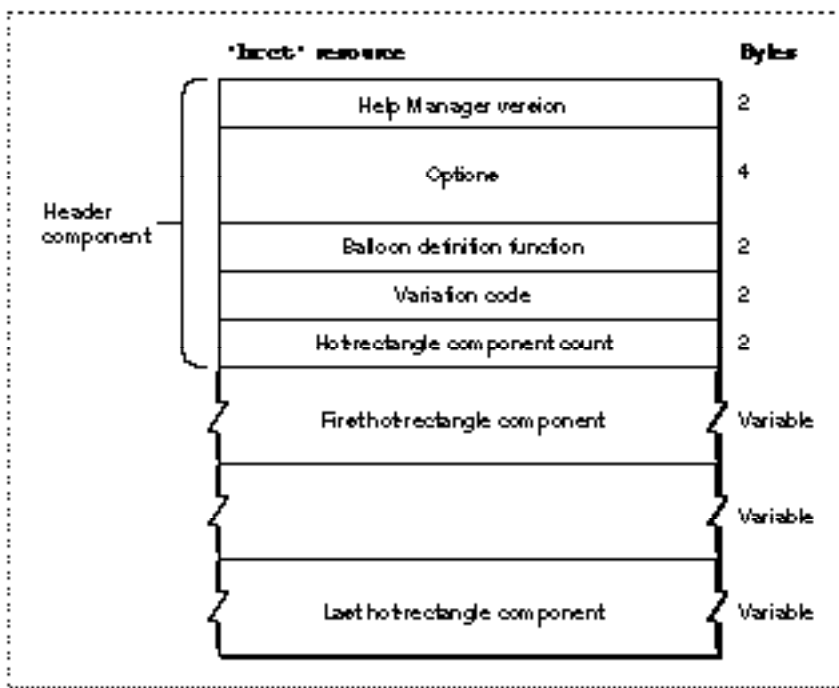 'hrct' resource Bytes
Help Manager version 2
Options 4
Header
component
Balloon definition function 2
Variation code 2
Hot-rectangle component count 2
First hot-rectangle component Variable
Variable
Last hot-rectangle component Variable